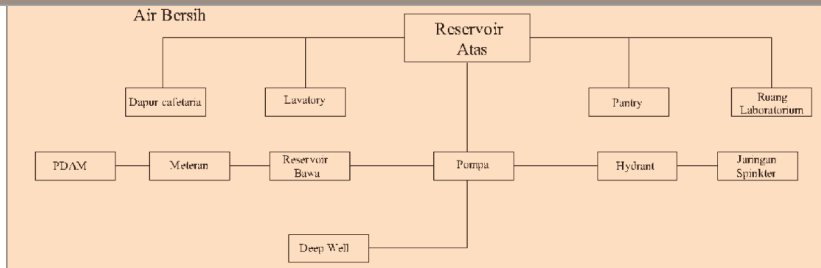 Air Bersih
Reservoir
Atas
Dapur cafetaria
Lavatory
Pantry
Ruang
Laboratorium
PDAM
Meteran
Reservoir
Bawa
Pompa
Hydrant
Jaringan
Spinkter
Deep Well